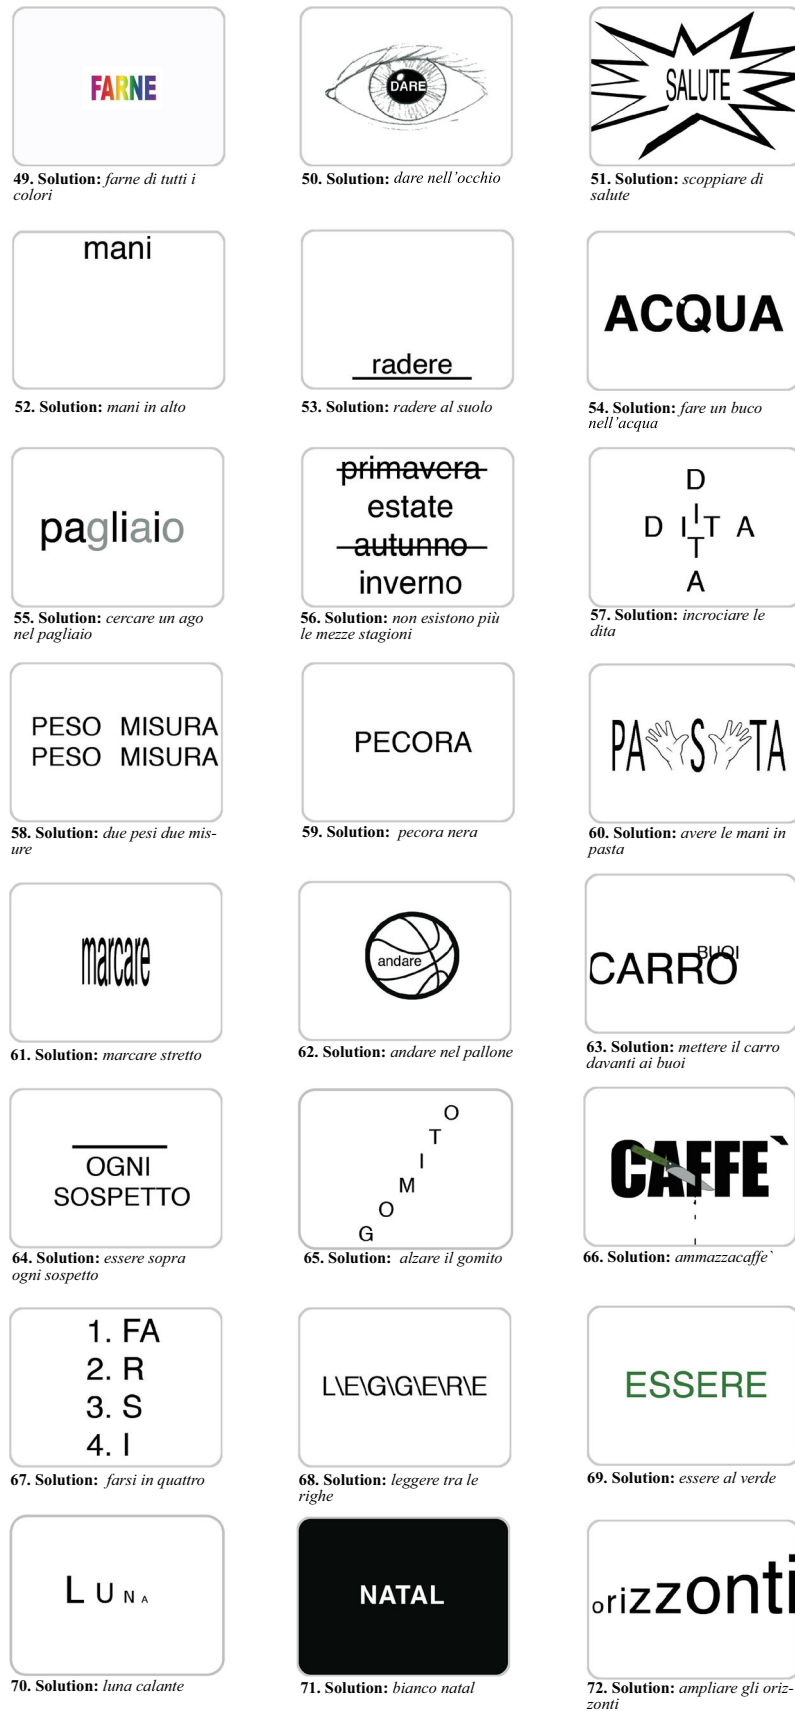 FARNE
DARE
SALUTE
49. Solution: farne di tutti i
colori
50. Solution: dare nell'occhio
51. Solution: scoppiare di
salute
mani
radere
ACQUA
52. Solution: mani in alto
53. Solution: radere al suolo
54. Solution: fare un buco
nell'acqua
pagliaio
primavera
estate
autunno
inverno
D
D I T A
I
T
A
55. Solution: cercare un ago
nel pagliaio
56. Solution: non esistono più
le mezze stagioni
57. Solution: incrociare le
dita
PESO MISURA
PESO MISURA
PECORA
PA S TA
58. Solution: due pesi due mis-
ure
59. Solution: pecora nera
60. Solution: avere le mani in
pasta
marcare
andare
BUOI
CARRO
61. Solution: marcare stretto
62. Solution: andare nel pallone
63. Solution: mettere il carro
davanti ai buoi
OGNI
SOSPETTO
O
T
I
M
O
G
CAFFE`
64. Solution: essere sopra
ogni sospetto
65. Solution: alzare il gomito
66. Solution: ammazzacaffe`
1. FA
2. R
3. S
4. I
L\E\G\G\E\R\E
ESSERE
67. Solution: farsi in quattro
68. Solution: leggere tra le
righe
69. Solution: essere al verde
L U N A
NATAL
orizzonti
70. Solution: luna calante
71. Solution: bianco natal
72. Solution: ampliare gli oriz-
zonti